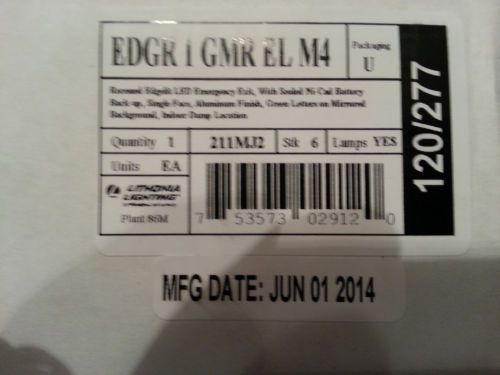 EDGR 1 GMR EL M4
Packaging
U
Recessed Edgelit LED Emergency Exit, With Sealed Ni-Cad Battery
Back-up, Single Face, Aluminum Finish, Green Letters on Mirrored
Background, Indoor Damp Location
120/277
Quantity 1
211MJ2
Stk 6
Lamps YES
Units EA
LITHONIA
LIGHTING
Plant 86M
7 53573 02912 0
MFG DATE: JUN 01 2014